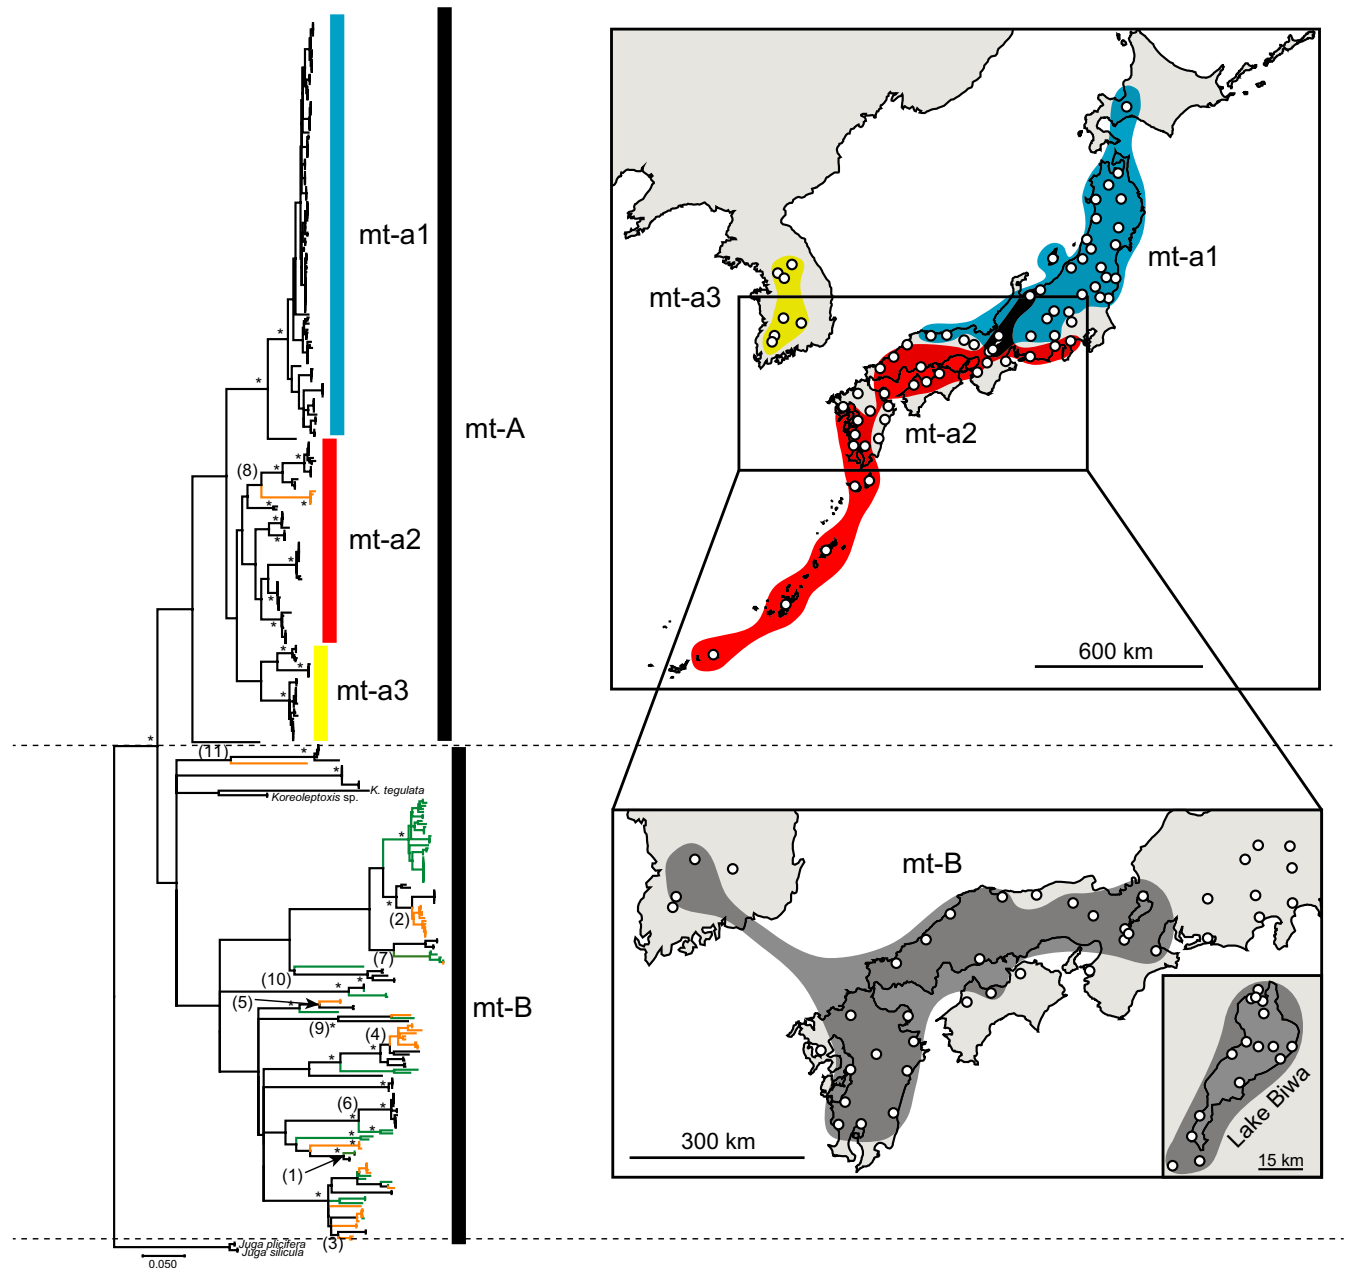 mt-a1
mt-A
(8)
mt-a2
mt-a3
(11)
K. tegulata
Koreoleptoxis sp.
(2)
(7)
(10)
(5)
(9)*
(4)
mt-B
(6)
(1)
(3)
Juga plicifera
Juga silicula
0.050
mt-a1
mt-a3
mt-a2
600 km
mt-B
300 km
Lake Biwa
15 km